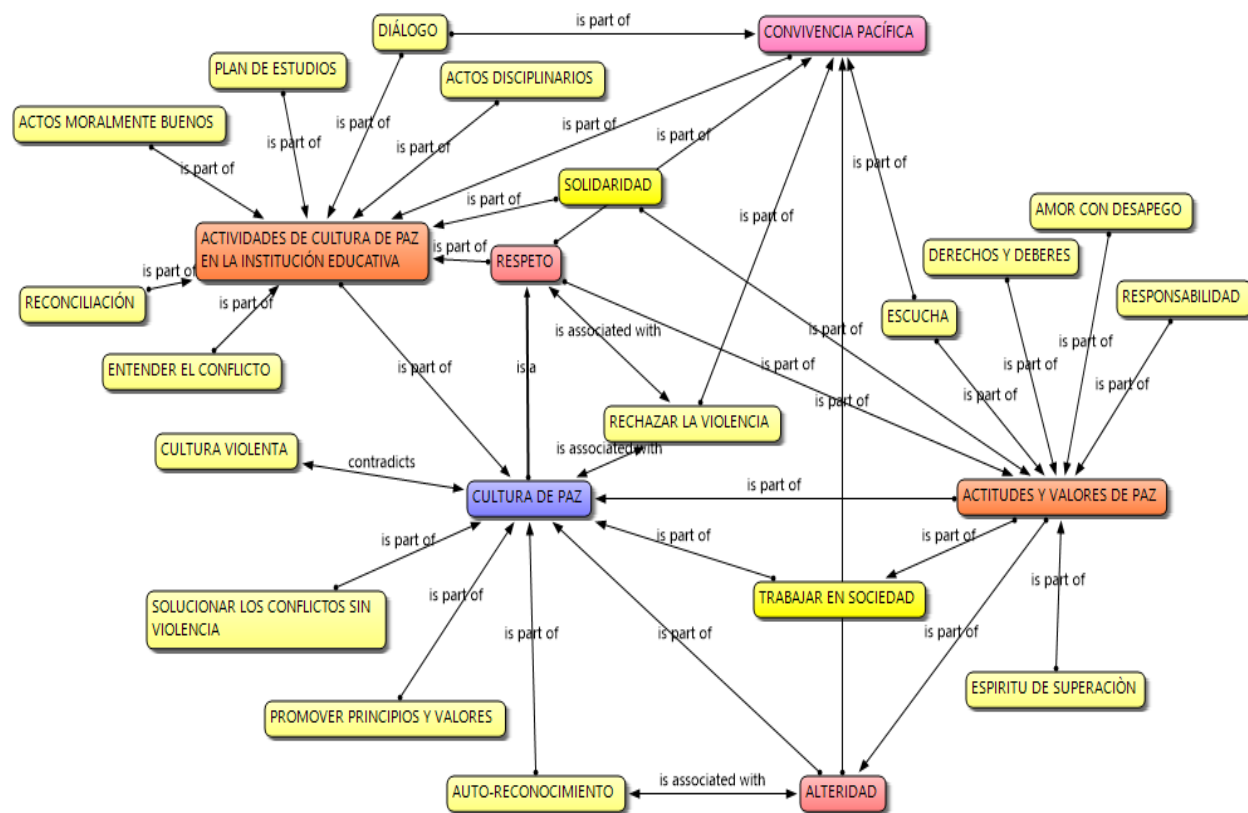 DIÁLOGO
is part of
CONVIVENCIA PACÍFICA
PLAN DE ESTUDIOS
ACTOS DISCIPLINARIOS
ACTOS MORALMENTE BUENOS
is part of
is part of
is part of
is part of
is part of
is part of
SOLIDARIDAD
is part of
is part of
AMOR CON DESAPEGO
ACTIVIDADES DE CULTURA DE PAZ
EN LA INSTITUCIÓN EDUCATIVA
is part of
RESPETO
DERECHOS Y DEBERES
is part of
RECONCILIACIÓN
is part of
RESPONSABILIDAD
ESCUCHA
is associated with
is part of
is part of
is part of
ENTENDER EL CONFLICTO
is part of
is a
is part of
is part of
is part of
is part of
RECHAZAR LA VIOLENCIA
CULTURA VIOLENTA
contradicts
is associated with
CULTURA DE PAZ
is part of
ACTITUDES Y VALORES DE PAZ
is part of
is part of
is part of
SOLUCIONAR LOS CONFLICTOS SIN
VIOLENCIA
is part of
TRABAJAR EN SOCIEDAD
is part of
is part of
is part of
is part of
ESPIRITU DE SUPERACIÒN
PROMOVER PRINCIPIOS Y VALORES
AUTO-RECONOCIMIENTO
is associated with
ALTERIDAD